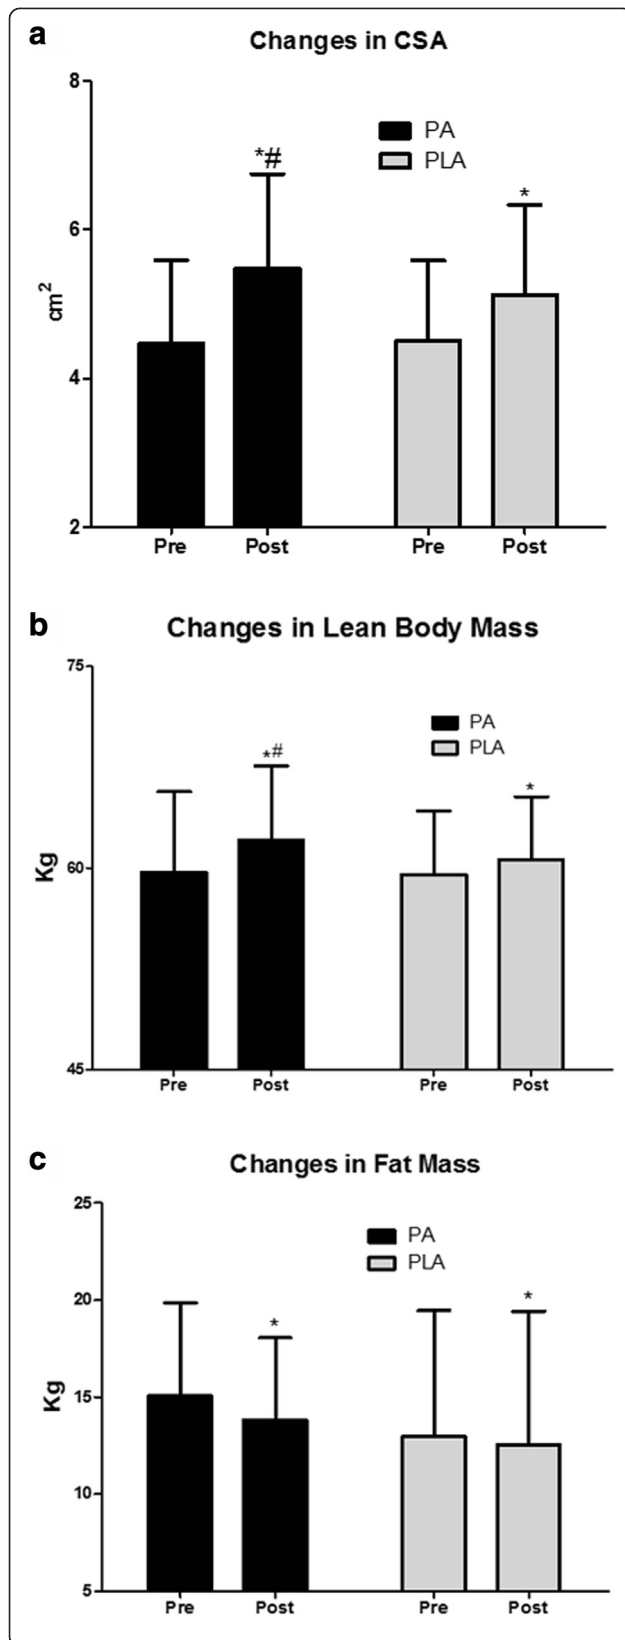 a
Changes in CSA
8
PA
PLA
*#
*
6
cm²
4
2
Pre Post Pre Post
b
Changes in Lean Body Mass
75
PA
PLA
*#
*
Kg
60
45
Pre Post Pre Post
c
Changes in Fat Mass
25
PA
PLA
20
*
*
15
Kg
10
5
Pre Post Pre Post